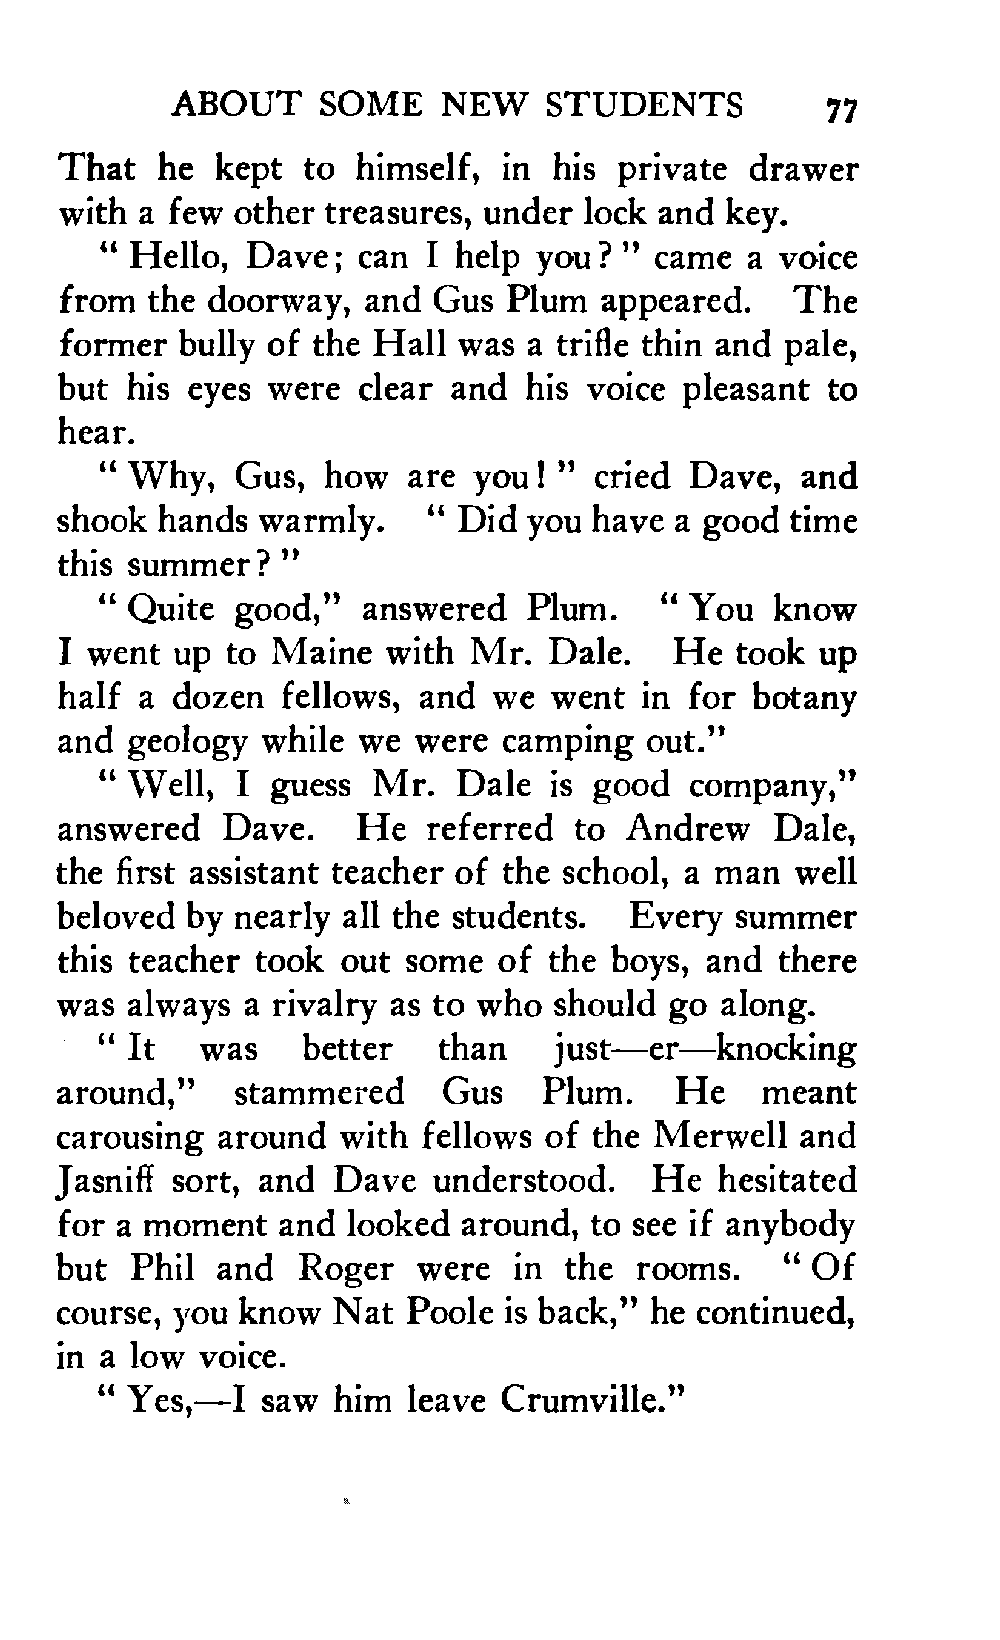 ABOUT SOME NEW STUDENTS 77
That he kept to himself, in his private drawer
with a few other treasures, under lock and key.
“ Hello, Dave; can I help you? ” came a voice
from the doorway, and Gus Plum appeared. The
former bully of the Hall was a trifle thin and pale,
but his eyes were clear and his voice pleasant to
hear.
“ Why, Gus, how are you! ” cried Dave, and
shook hands warmly. “ Did you have a good time
this summer? ”
“ Quite good,” answered Plum. “ You know
I went up to Maine with Mr. Dale. He took up
half a dozen fellows, and we went in for botany
and geology while we were camping out.”
“ Well, I guess Mr. Dale is good company,”
answered Dave. He referred to Andrew Dale,
the first assistant teacher of the school, a man well
beloved by nearly all the students. Every summer
this teacher took out some of the boys, and there
was always a rivalry as to who should go along.
“ It was better than just—er—knocking
around,” stammered Gus Plum. He meant
carousing around with fellows of the Merwell and
Jasniff sort, and Dave understood. He hesitated
for a moment and looked around, to see if anybody
but Phil and Roger were in the rooms. “ Of
course, you know Nat Poole is back,” he continued,
in a low voice.
“ Yes,—I saw him leave Crumville.”